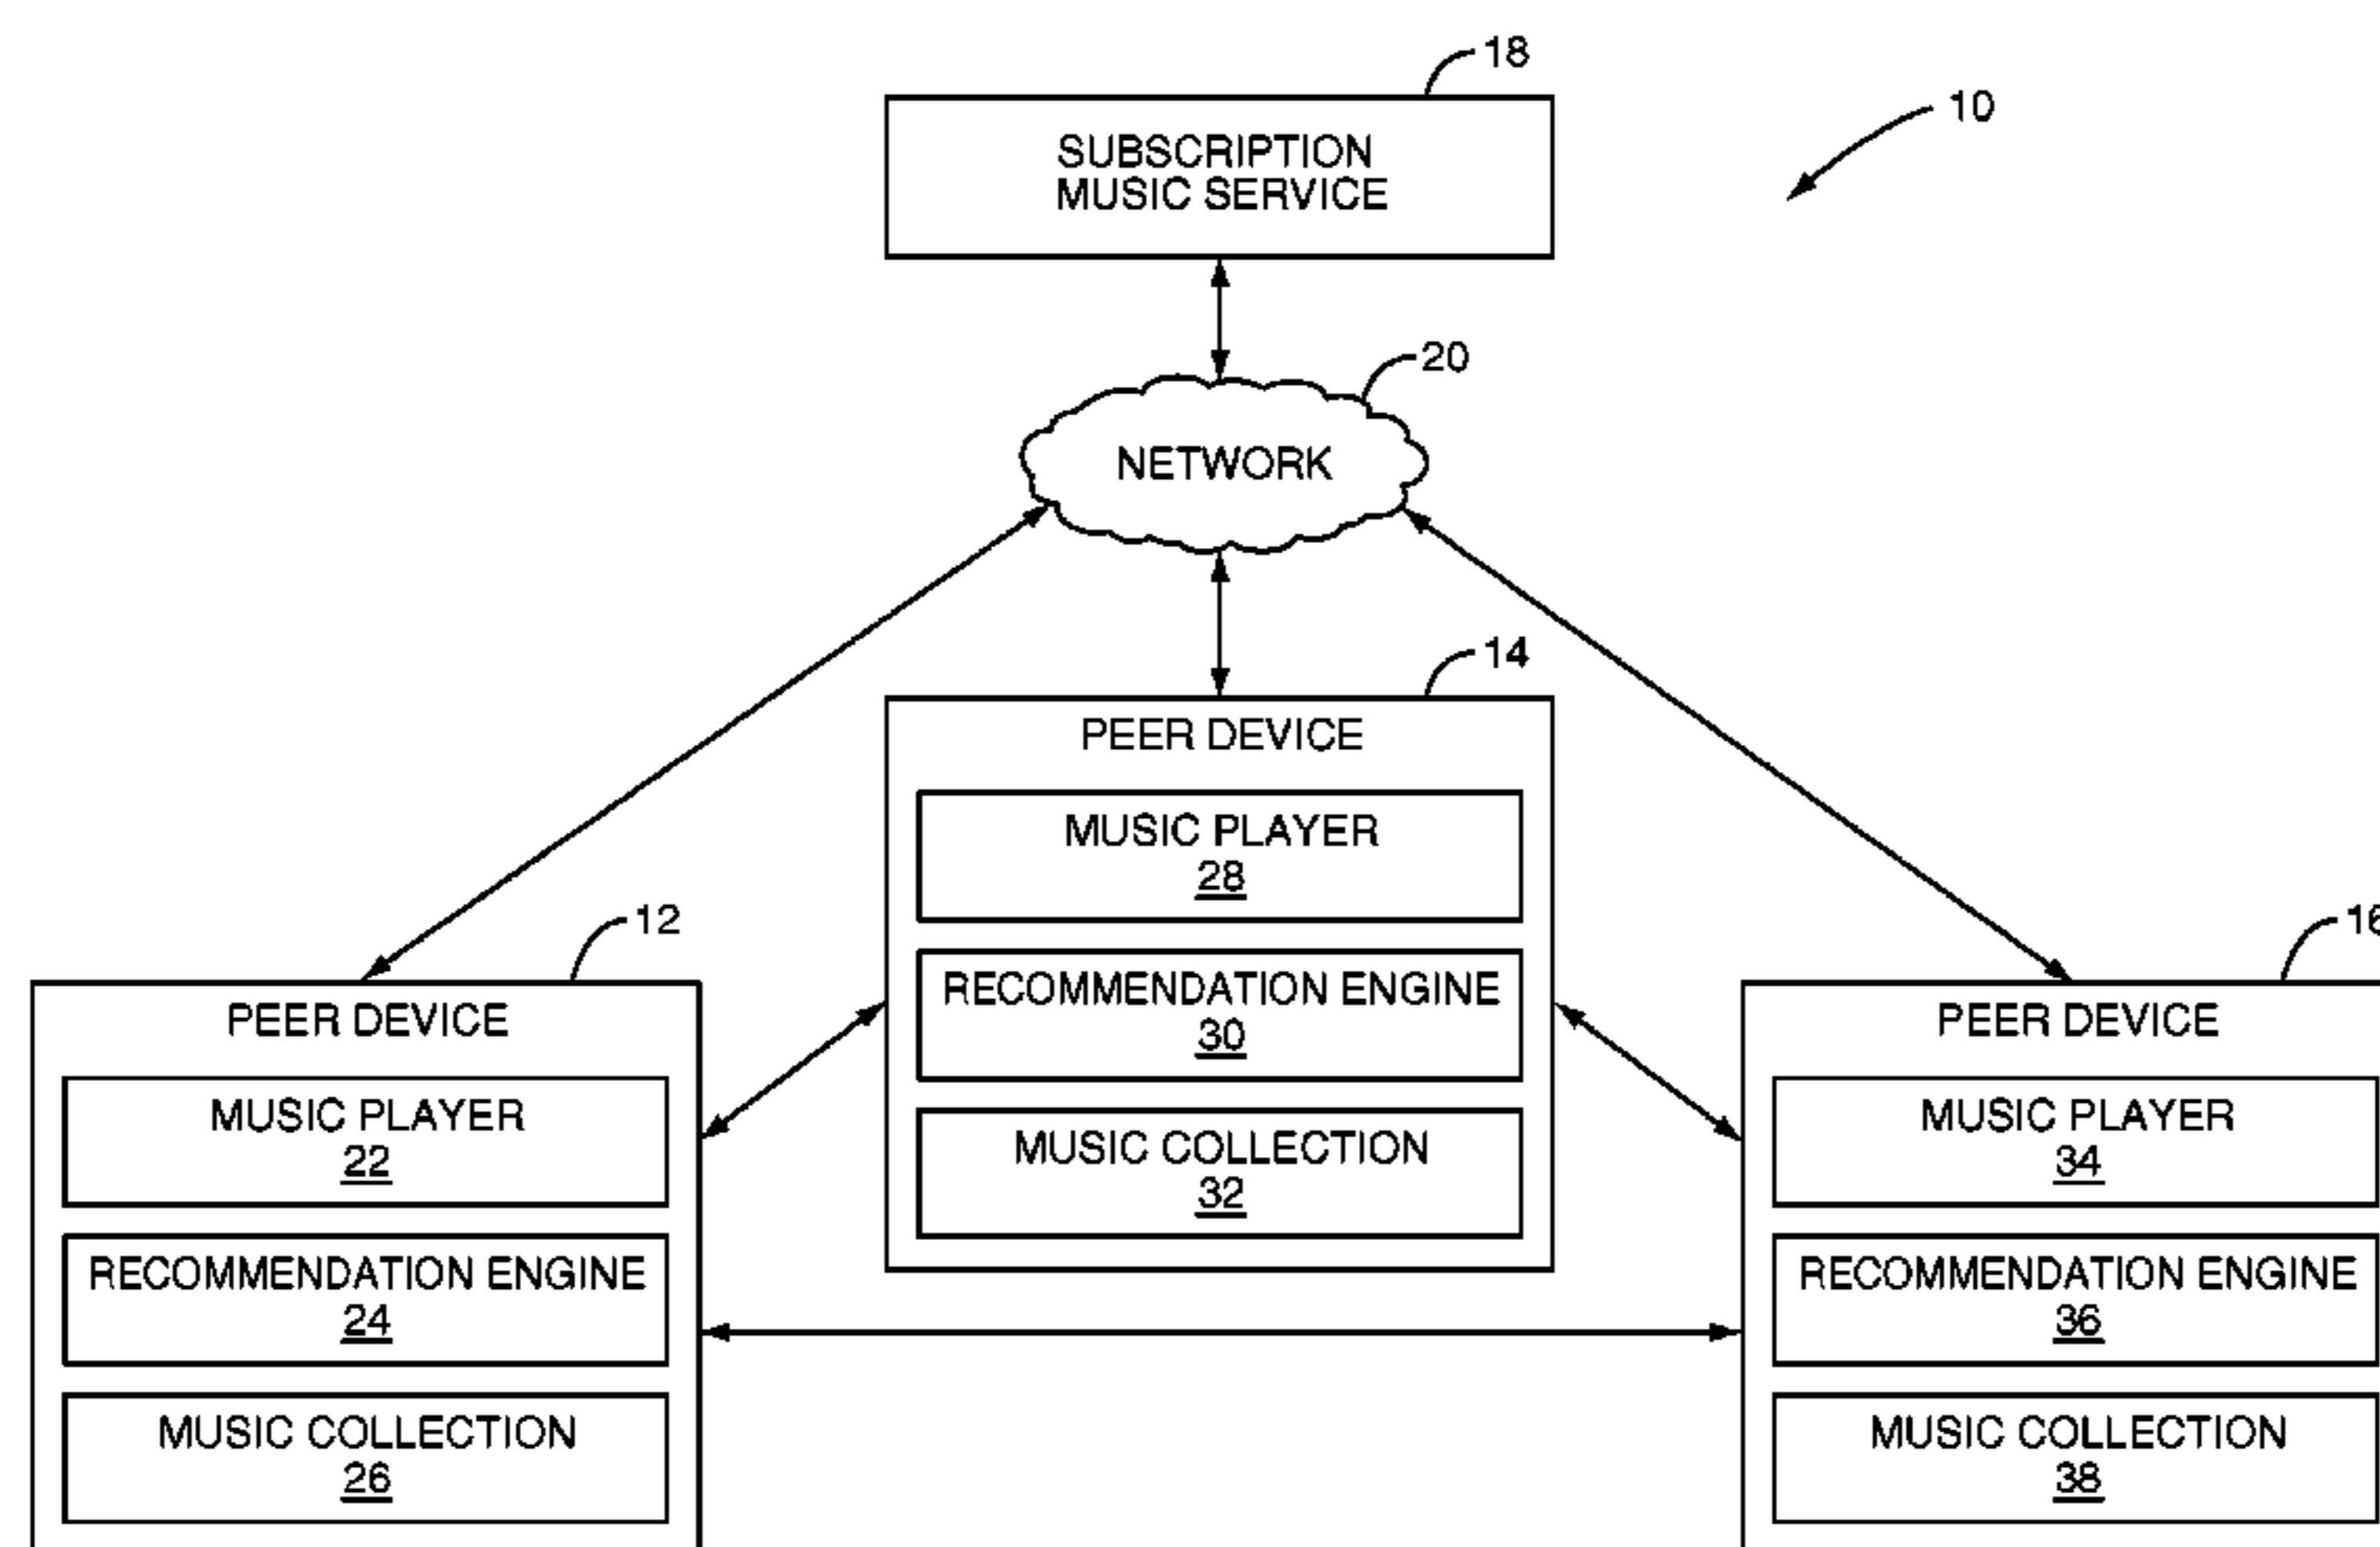 18
10
SUBSCRIPTION
MUSIC SERVICE
20
NETWORK
14
PEER DEVICE
MUSIC PLAYER
28
RECOMMENDATION ENGINE
30
MUSIC COLLECTION
32
12
PEER DEVICE
MUSIC PLAYER
22
RECOMMENDATION ENGINE
24
MUSIC COLLECTION
26
16
PEER DEVICE
MUSIC PLAYER
34
RECOMMENDATION ENGINE
36
MUSIC COLLECTION
38